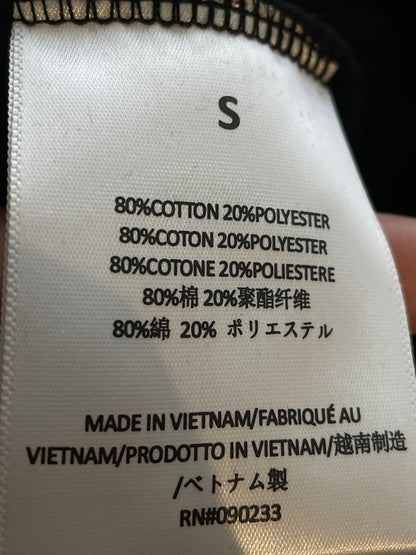 S
80%COTTON 20%POLYESTER
80%COTON 20%POLYESTER
80%COTONE 20%POLIESTERE
80%棉 20%聚酯纤维
80%綿 20% ポリエステル
MADE IN VIETNAM/FABRIQUÉ AU
VIETNAM/PRODOTTO IN VIETNAM/越南制造
/ベトナム製
RN#090233